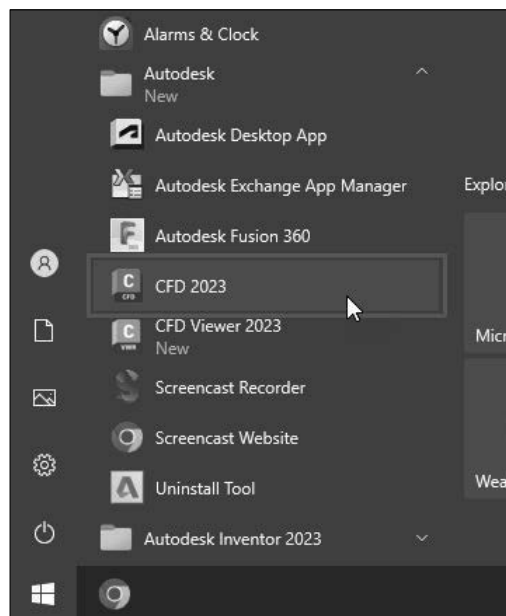 Alarms & Clock
Autodesk
New
Autodesk Desktop App
Autodesk Exchange App Manager
Explo
Autodesk Fusion 360
CFD 2023
CFD Viewer 2023
New
Micr
Screencast Recorder
Screencast Website
Uninstall Tool
Wea
Autodesk Inventor 2023